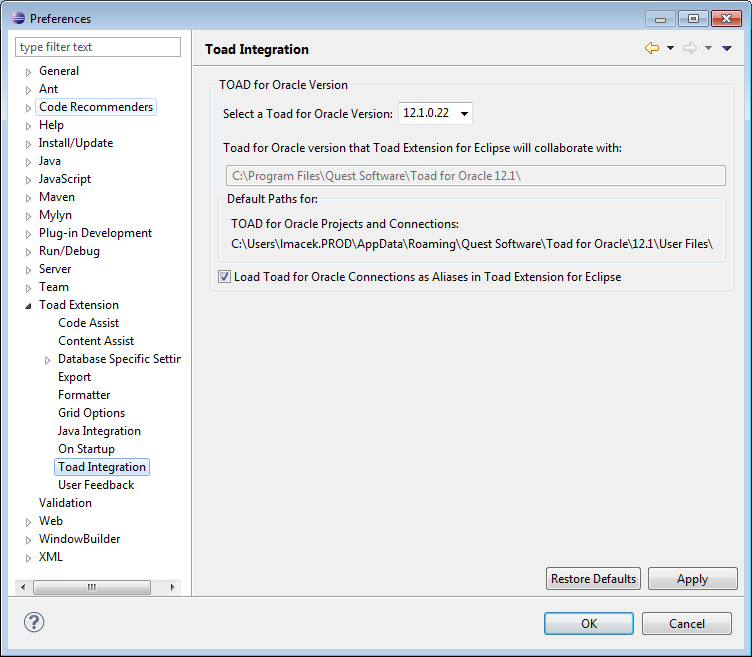 Preferences
type filter text
General
Ant
Code Recommenders
Help
Install/Update
Java
JavaScript
Maven
Mylyn
Plug-in Development
Run/Debug
Server
Team
Toad Extension
Code Assist
Content Assist
Database Specific Settin
Export
Formatter
Grid Options
Java Integration
On Startup
Toad Integration
User Feedback
Validation
Web
WindowBuilder
XML
Toad Integration
TOAD for Oracle Version
Select a Toad for Oracle Version: 12.1.0.22
Toad for Oracle version that Toad Extension for Eclipse will collaborate with:
C:\Program Files\Quest Software\Toad for Oracle 12.1\
Default Paths for:
TOAD for Oracle Projects and Connections:
C:\Users\lmacek.PROD\AppData\Roaming\Quest Software\Toad for Oracle\12.1\User Files\
Load Toad for Oracle Connections as Aliases in Toad Extension for Eclipse
Restore Defaults Apply
? OK Cancel